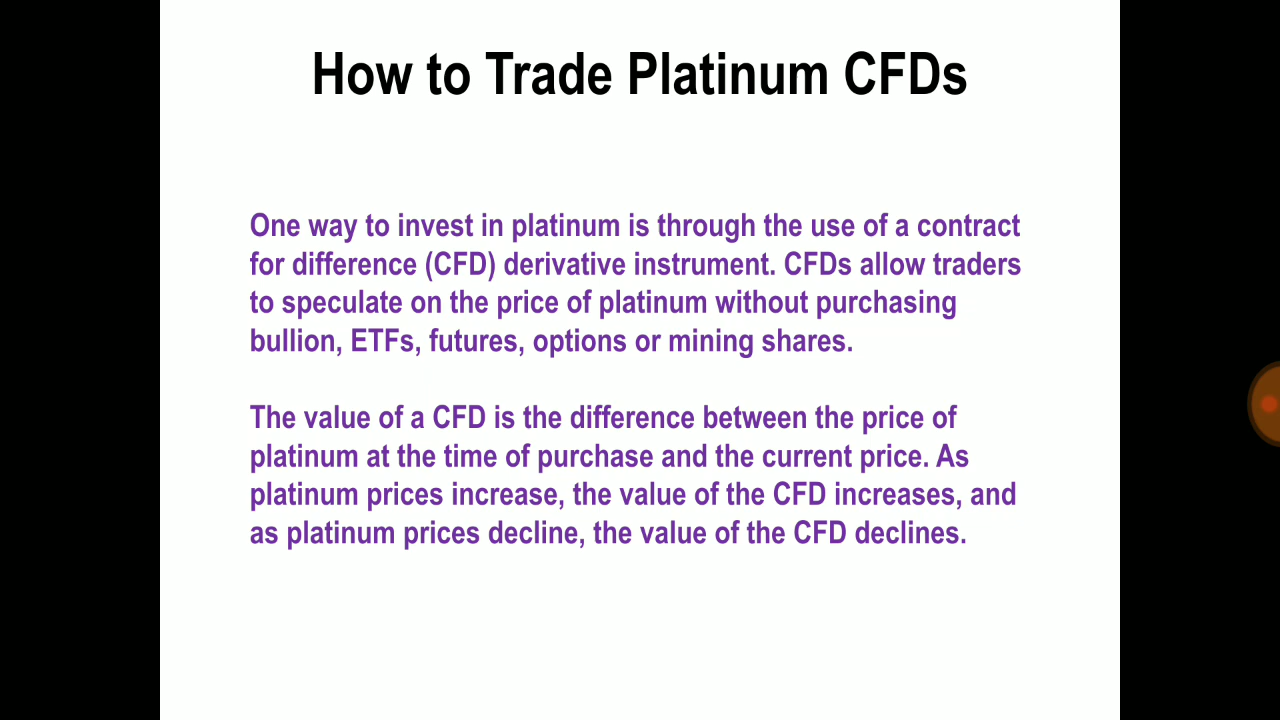 How to Trade Platinum CFDs
One way to invest in platinum is through the use of a contract
for difference (CFD) derivative instrument. CFDs allow traders
to speculate on the price of platinum without purchasing
bullion, ETFs, futures, options or mining shares.
The value of a CFD is the difference between the price of
platinum at the time of purchase and the current price. As
platinum prices increase, the value of the CFD increases, and
as platinum prices decline, the value of the CFD declines.